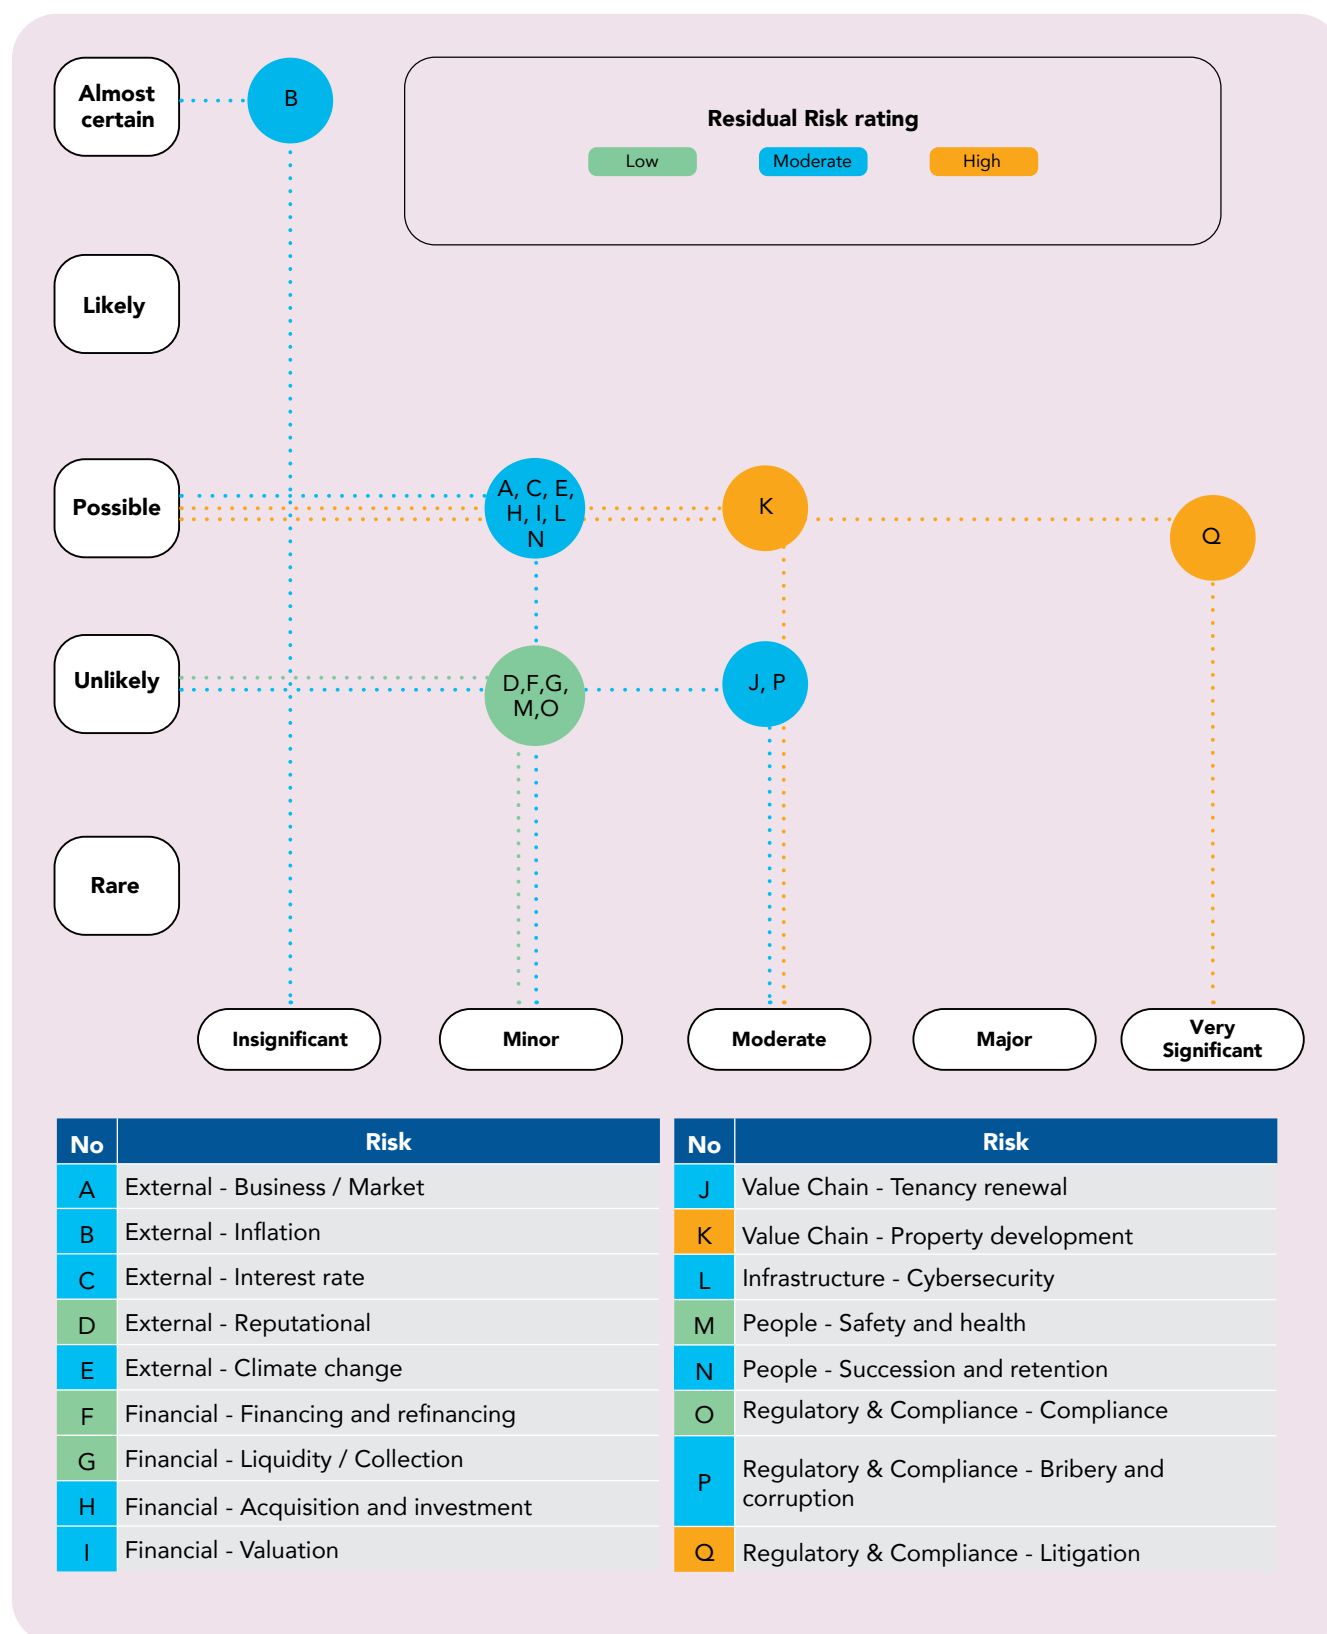 Almost
certain
B
Residual Risk rating
Low
Moderate
High
Likely
Possible
A, C, E,
H, I, L
N
K
Q
Unlikely
D,F,G,
M,O
J, P
Rare
Insignificant
Minor
Moderate
Major
Very
Significant
No Risk
A External - Business / Market
B External - Inflation
C External - Interest rate
D External - Reputational
E External - Climate change
F Financial - Financing and refinancing
G Financial - Liquidity / Collection
H Financial - Acquisition and investment
I Financial - Valuation
No Risk
J Value Chain - Tenancy renewal
K Value Chain - Property development
L Infrastructure - Cybersecurity
M People - Safety and health
N People - Succession and retention
O Regulatory & Compliance - Compliance
P Regulatory & Compliance - Bribery and
corruption
Q Regulatory & Compliance - Litigation